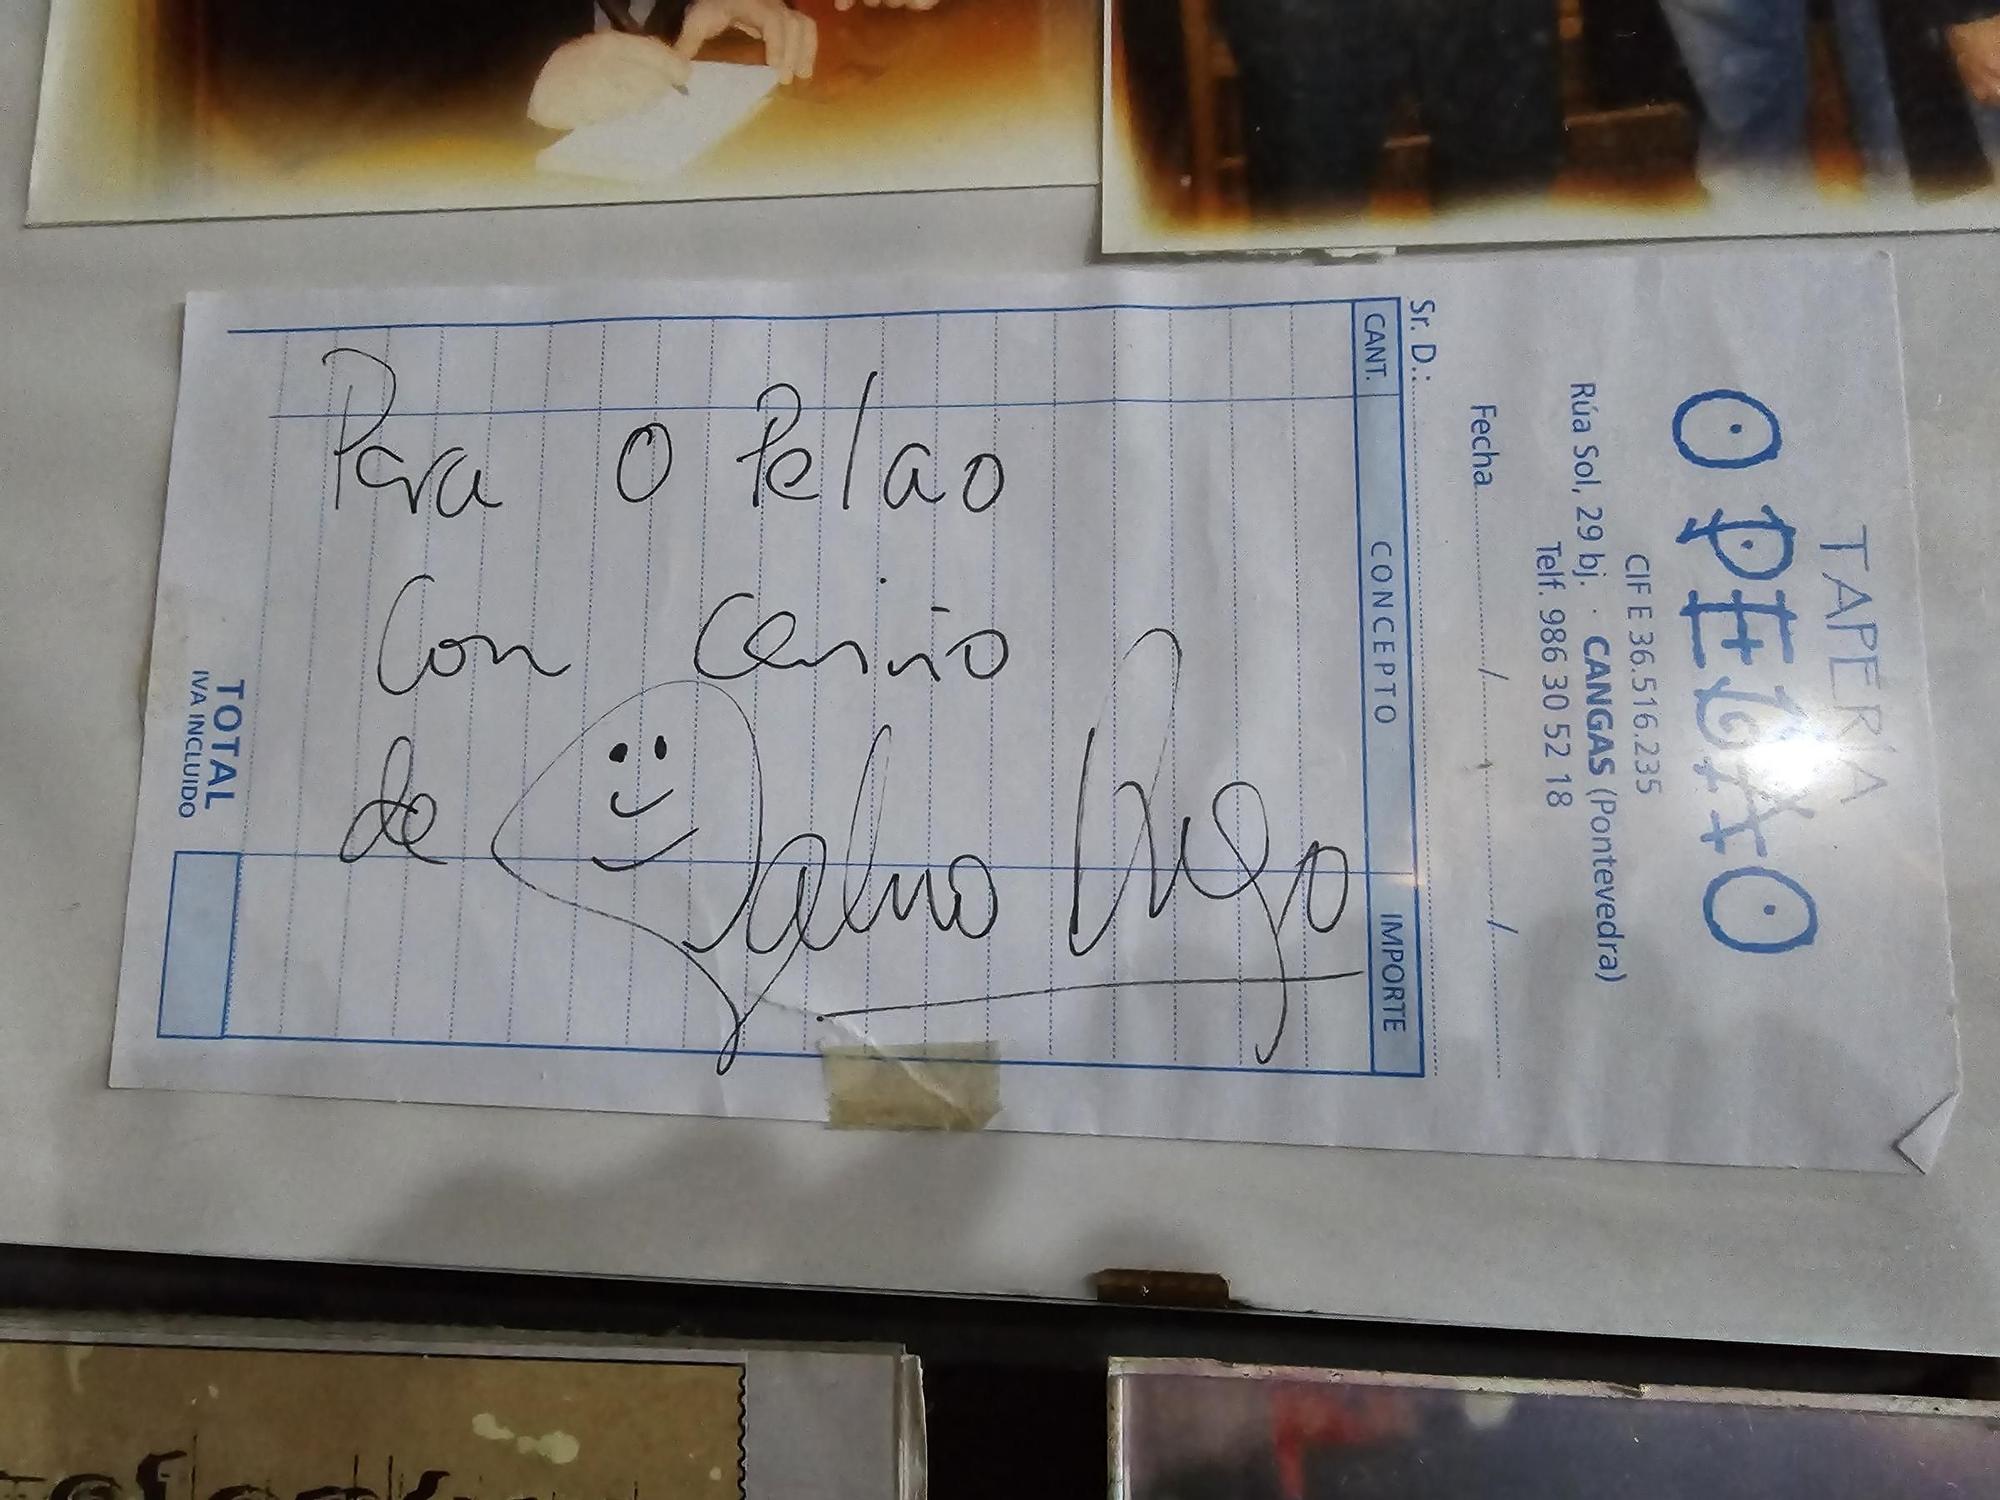 TAPERÍA
O PELAO
CIF E 36.516.235
Rúa Sol, 29 bj. · CANGAS (Pontevedra)
Telf. 986 30 52 18
Fecha / /
Sr. D.:
CANT. CONCEPTO IMPORTE
Para O Pelao
Con Cariño
de
TOTAL
IVA INCLUIDO